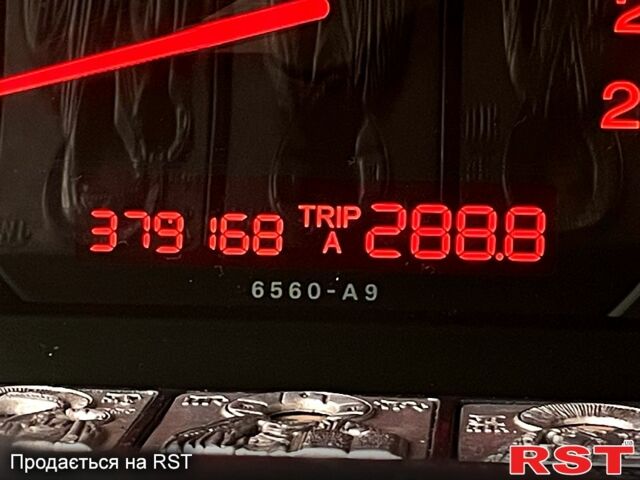 379168 TRIP A 288.8
6560-A9
Продається на RST
RST